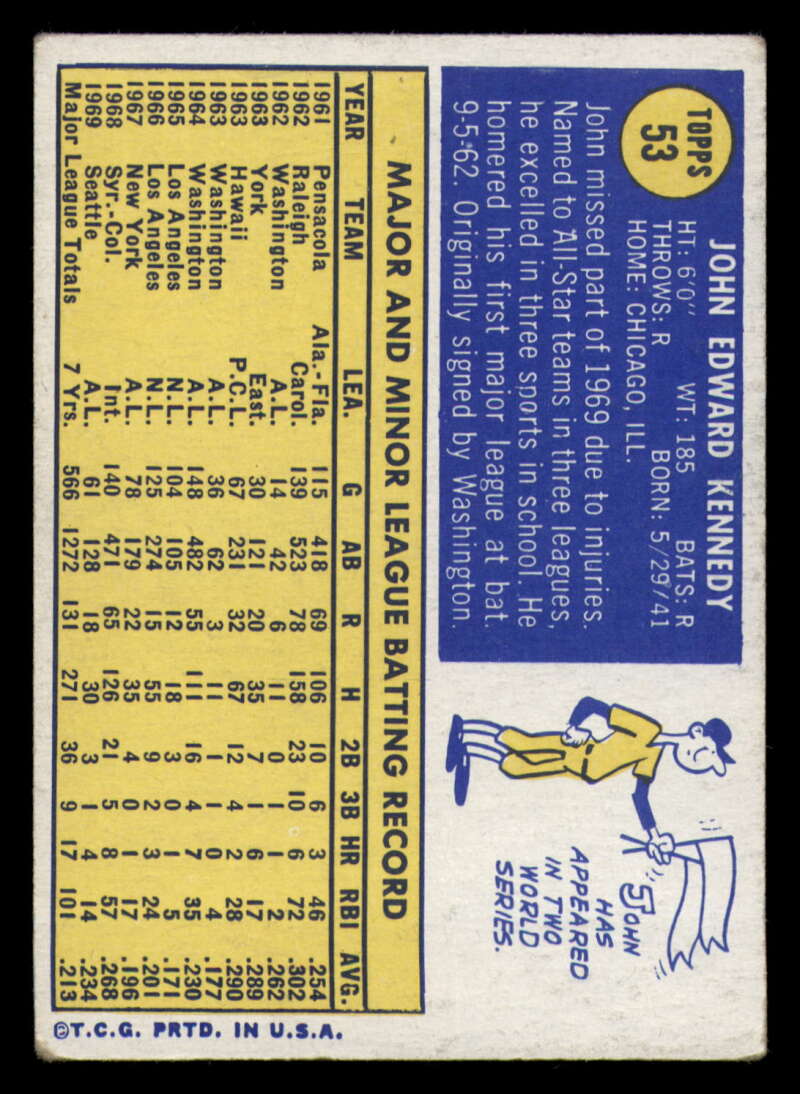 TOPPS
53
JOHN EDWARD KENNEDY
HT: 6'0" WT: 185 BATS: R
THROWS: R BORN: 5/29/41
HOME: CHICAGO, ILL.
John missed part of 1969 due to injuries.
Named to All-Star teams in three leagues,
he excelled in three sports in school. He
homered his first major league at bat.
9-5-62. Originally signed by Washington.
JOHN
HAS
APPEARED
IN TWO
WORLD
SERIES.
MAJOR AND MINOR LEAGUE BATTING RECORD
YEAR TEAM LEA. G AB R H 2B 3B HR RBI AVG.
1961 Pensacola Ala.-Fla. 115 418 69 106 10 6 3 46 .254
1962 Raleigh Carol. 139 523 78 158 23 10 6 72 .302
1962 Washington A.L. 14 42 6 11 0 1 1 2 .262
1963 York East. 30 121 20 35 7 1 6 17 .289
1963 Hawaii P.C.L. 67 231 32 67 12 4 2 28 .290
1963 Washington A.L. 36 62 3 11 1 1 0 4 .177
1964 Washington A.L. 148 482 55 111 16 4 7 35 .230
1965 Los Angeles N.L. 104 105 12 18 3 0 1 5 .171
1966 Los Angeles N.L. 125 274 15 55 9 2 3 24 .201
1967 New York A.L. 78 179 22 35 4 0 1 17 .196
1968 Syr.-Col. Int. 140 471 65 126 21 5 8 57 .268
1969 Seattle A.L. 61 128 18 30 3 1 4 14 .234
Major League Totals 7 Yrs. 566 1272 131 271 36 9 17 101 .213
©T.C.G. PRTD. IN U.S.A.